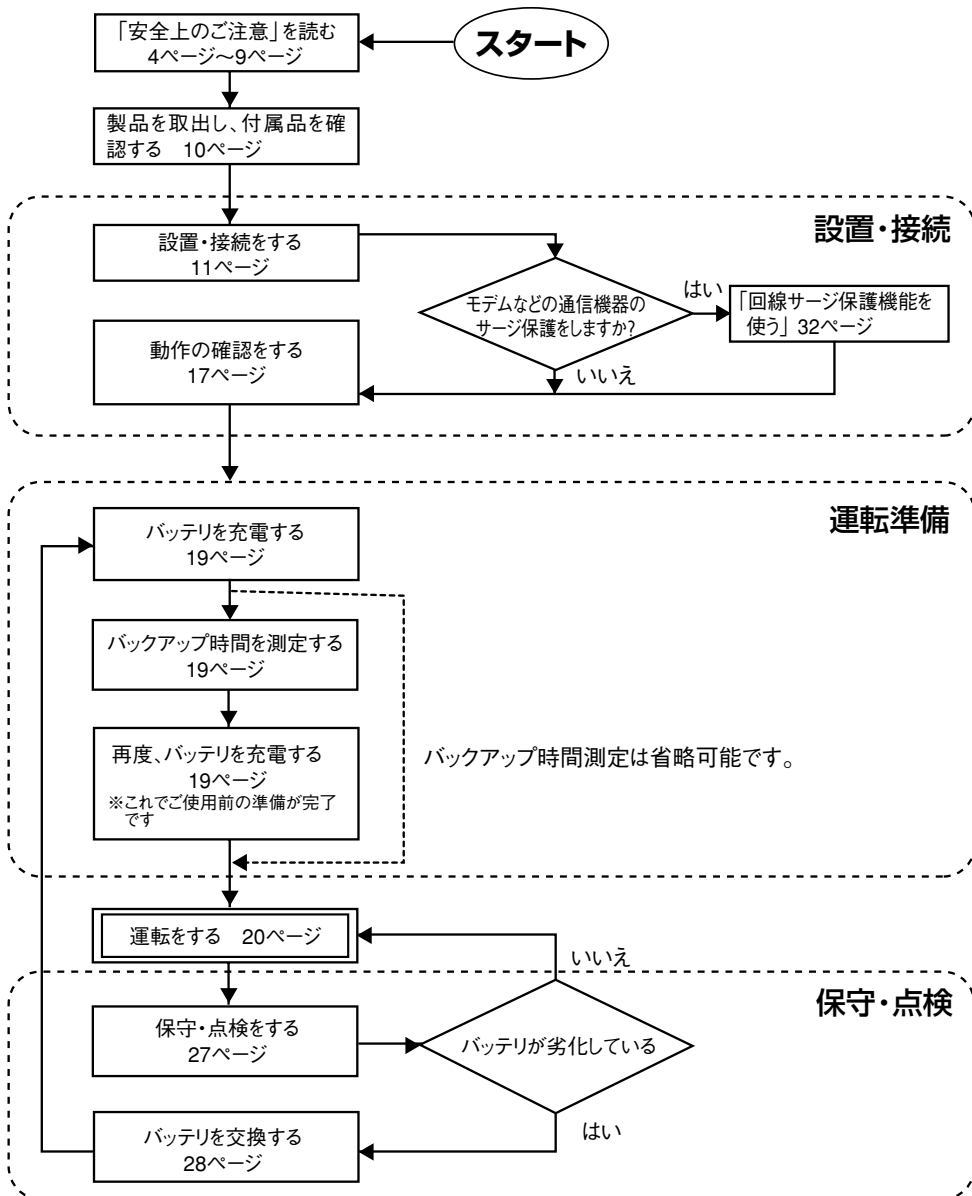 スタート
「安全上のご注意」を読む
4ページ〜9ページ
製品を取出し、付属品を確
認する 10ページ
設置・接続
設置・接続をする
11ページ
モデムなどの通信機器の
サージ保護をしますか?
はい
「回線サージ保護機能を
使う」 32ページ
いいえ
動作の確認をする
17ページ
運転準備
バッテリを充電する
19ページ
バックアップ時間を測定する
19ページ
再度、バッテリを充電する
19ページ
※これでご使用前の準備が完了
です
バックアップ時間測定は省略可能です。
運転をする 20ページ
いいえ
保守・点検
保守・点検をする
27ページ
バッテリが劣化している
はい
バッテリを交換する
28ページ